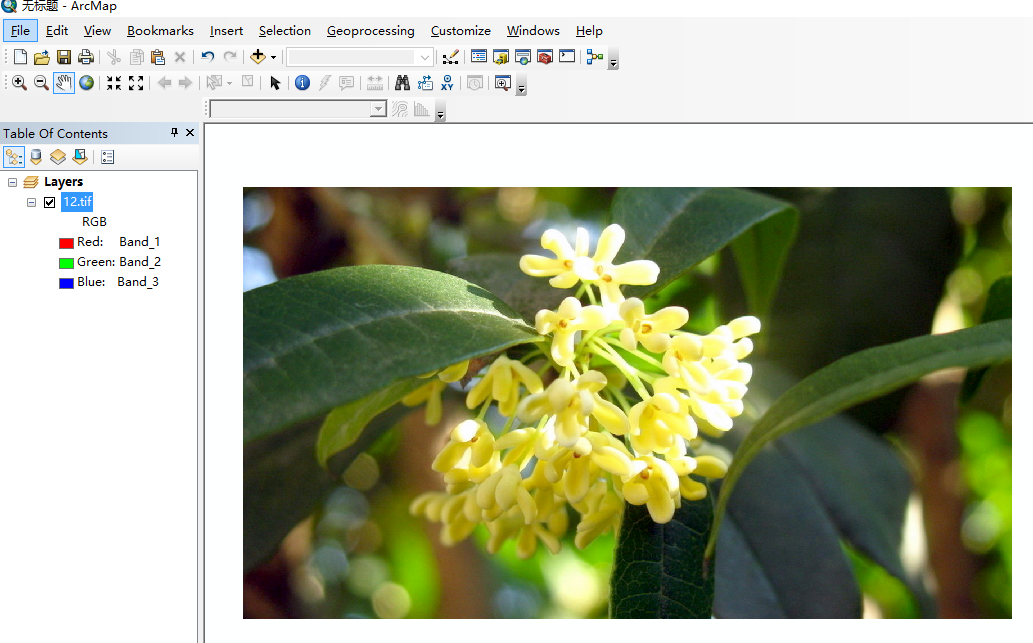 无标题 - ArcMap
File Edit View Bookmarks Insert Selection Geoprocessing Customize Windows Help
XY
Table Of Contents
Layers
12.tif
RGB
Red: Band_1
Green: Band_2
Blue: Band_3